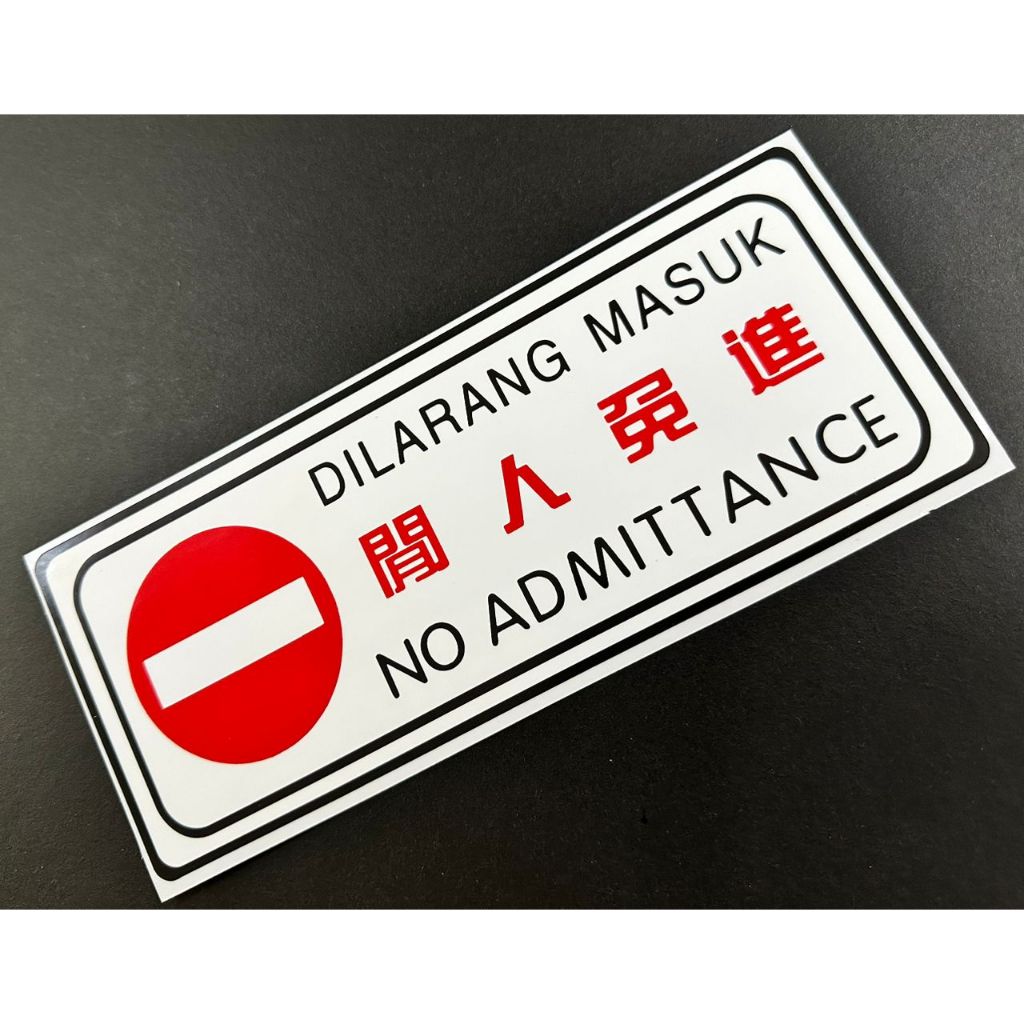 DILARANG MASUK
閒人免進
NO ADMITTANCE